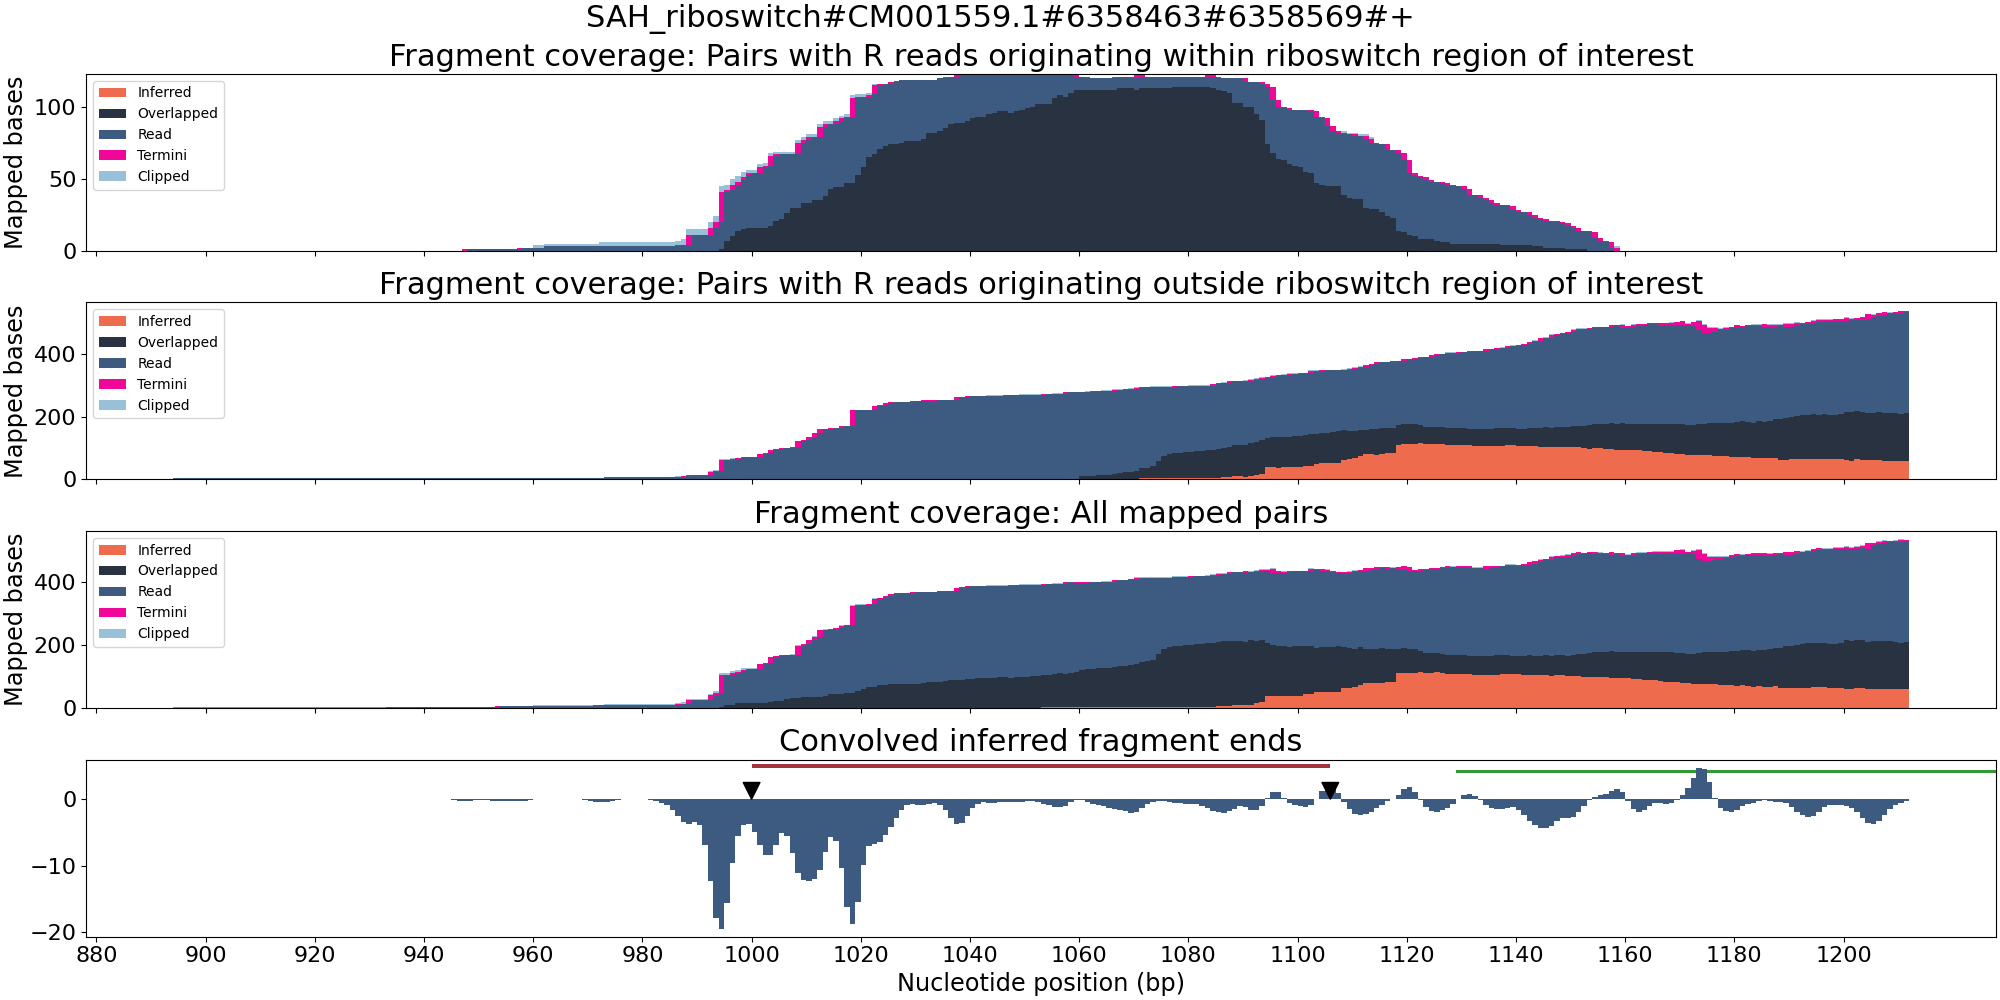 SAH_riboswitch#CM001559.1#6358463#6358569#+
Fragment coverage: Pairs with R reads originating within riboswitch region of interest
Mapped bases
100
50
0
Inferred
Overlapped
Read
Termini
Clipped
Fragment coverage: Pairs with R reads originating outside riboswitch region of interest
Mapped bases
400
200
0
Inferred
Overlapped
Read
Termini
Clipped
Fragment coverage: All mapped pairs
Mapped bases
400
200
0
Inferred
Overlapped
Read
Termini
Clipped
Convolved inferred fragment ends
0
−10
−20
880 900 920 940 960 980 1000 1020 1040 1060 1080 1100 1120 1140 1160 1180 1200
Nucleotide position (bp)